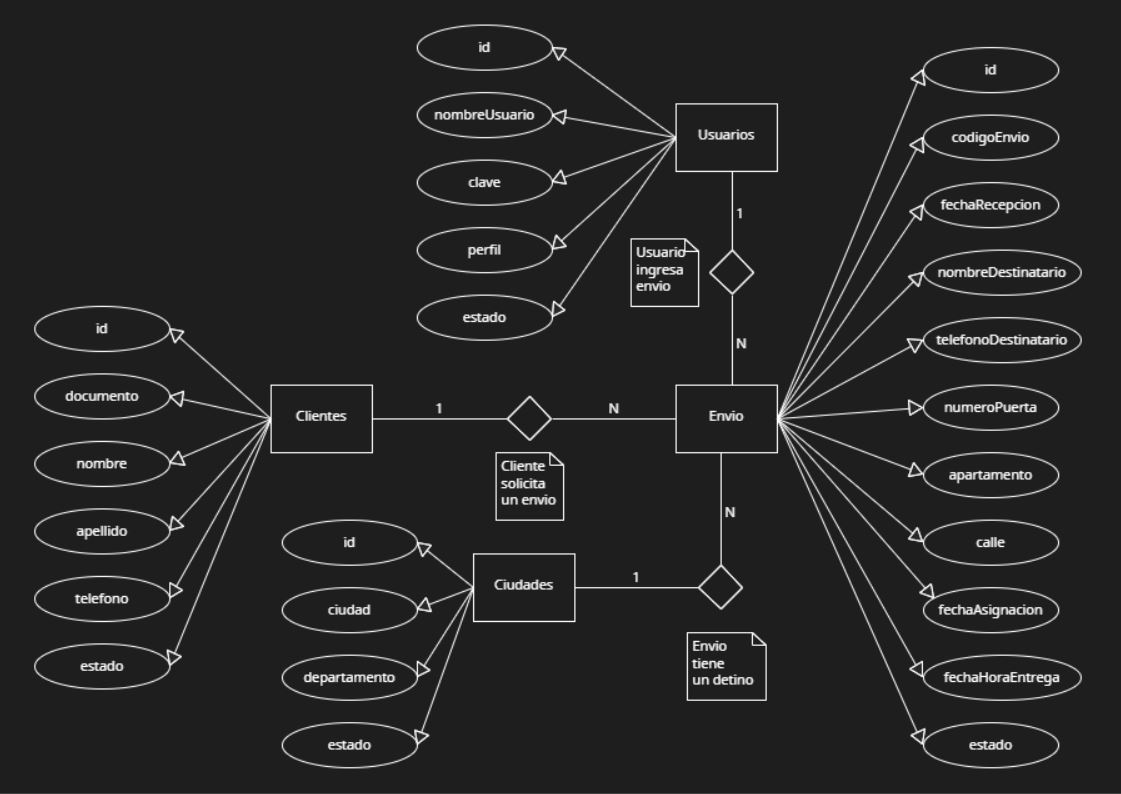 id
nombreUsuario
clave
perfil
estado
Usuarios
1
Usuario
ingresa
envio
N
id
codigoEnvio
fechaRecepcion
nombreDestinatario
telefonoDestinatario
numeroPuerta
apartamento
calle
fechaAsignacion
fechaHoraEntrega
estado
id
documento
nombre
apellido
telefono
estado
Clientes
1
N
Envio
Cliente
solicita
un envio
N
id
ciudad
departamento
estado
Ciudades
1
Envio
tiene
un detino